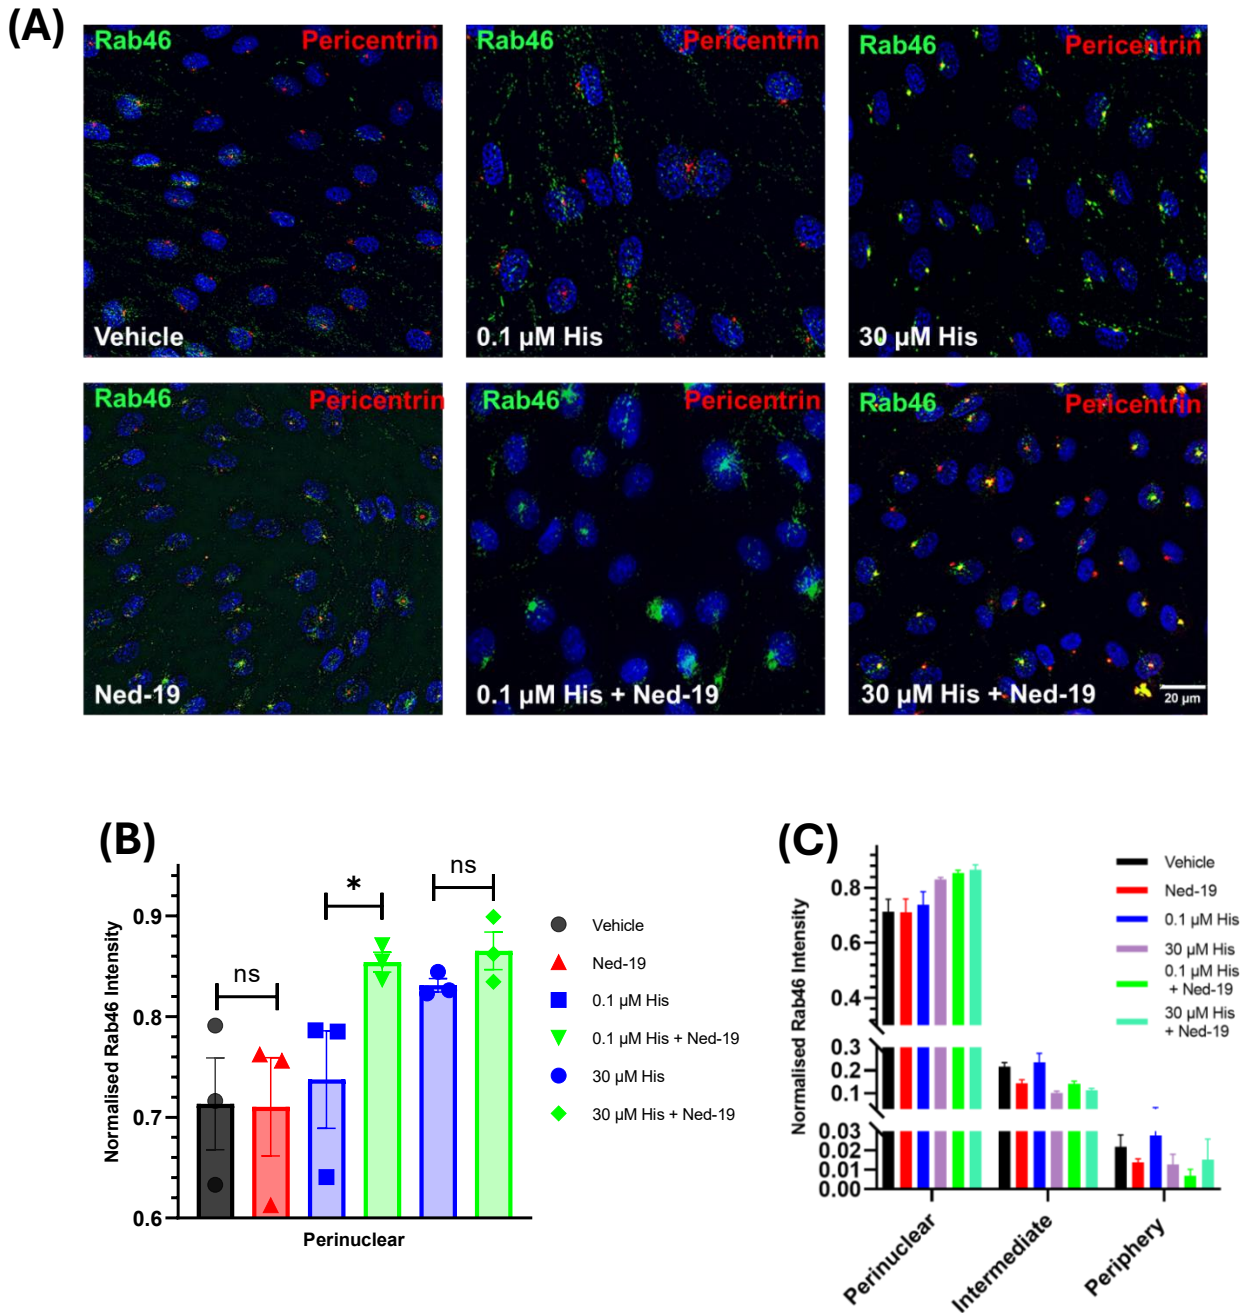 (A)
Rab46 Pericentrin
Vehicle
Rab46 Pericentrin
0.1 µM His
Rab46 Pericentrin
30 µM His
Rab46 Pericentrin
Ned-19
Rab46 Pericentrin
0.1 µM His + Ned-19
Rab46 Pericentrin
30 µM His + Ned-19
20 µm
(B)
Normalised Rab46 Intensity
0.9
0.8
0.7
0.6
ns
*
ns
Perinuclear
Vehicle
Ned-19
0.1 µM His
0.1 µM His + Ned-19
30 µM His
30 µM His + Ned-19
(C)
Normalised Rab46 Intensity
0.8
0.6
0.4
0.3
0.2
0.1
0.03
0.02
0.01
0.00
Perinuclear
Intermediate
Periphery
Vehicle
Ned-19
0.1 µM His
30 µM His
0.1 µM His
+ Ned-19
30 µM His
+ Ned-19